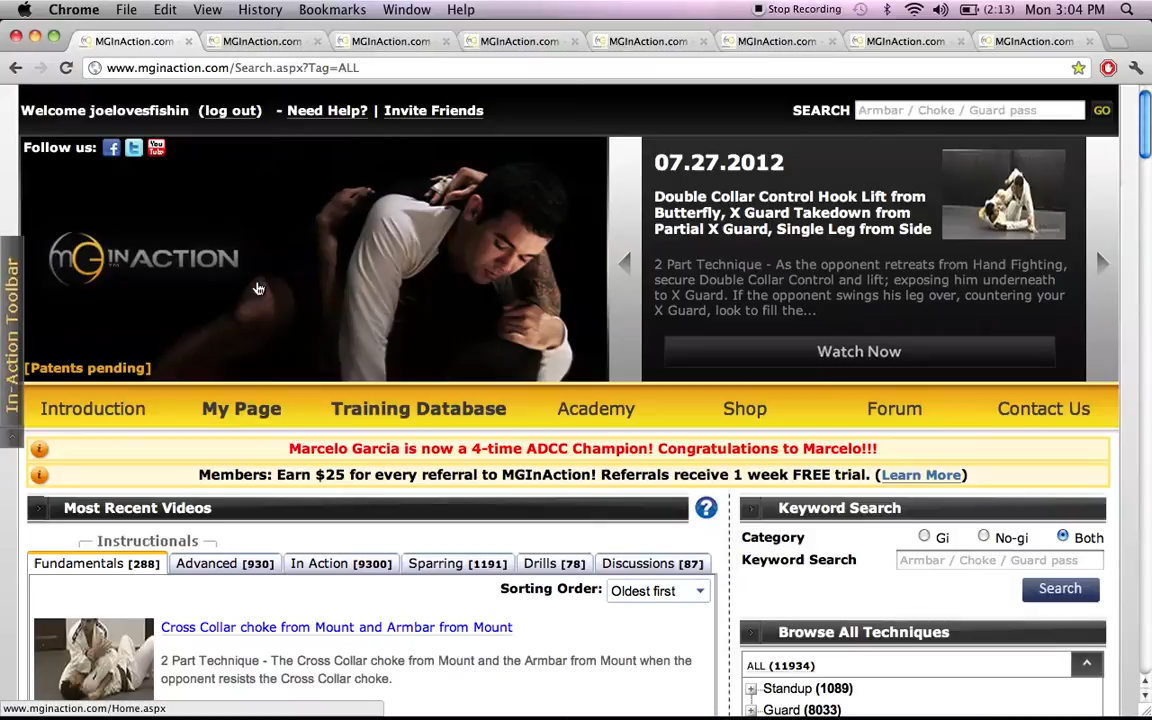 Chrome File Edit View History Bookmarks Window Help Stop Recording (2:13) Mon 3:04 PM
MGInAction.com MGInAction.com MGInAction.com MGInAction.com MGInAction.com MGInAction.com MGInAction.com MGInAction.com
www.mginaction.com/Search.aspx?Tag=ALL
Welcome joelovesfishin (log out) - Need Help? | Invite Friends SEARCH Armbar / Choke / Guard pass GO
Follow us: f t You Tube
mG IN ACTION
[Patents pending]
In-Action Toolbar
07.27.2012
Double Collar Control Hook Lift from
Butterfly, X Guard Takedown from
Partial X Guard, Single Leg from Side
2 Part Technique - As the opponent retreats from Hand Fighting,
secure Double Collar Control and lift; exposing him underneath
to X Guard. If the opponent swings his leg over, countering your
X Guard, look to fill the...
Watch Now
Introduction My Page Training Database Academy Shop Forum Contact Us
Marcelo Garcia is now a 4-time ADCC Champion! Congratulations to Marcelo!!!
Members: Earn $25 for every referral to MGInAction! Referrals receive 1 week FREE trial. (Learn More)
Most Recent Videos ?
Instructionals
Fundamentals [288] Advanced [930] In Action [9300] Sparring [1191] Drills [78] Discussions [87]
Sorting Order: Oldest first
Cross Collar choke from Mount and Armbar from Mount
2 Part Technique - The Cross Collar choke from Mount and the Armbar from Mount when the
opponent resists the Cross Collar choke.
Keyword Search
Category Gi No-gi Both
Keyword Search Armbar / Choke / Guard pass
Search
Browse All Techniques
ALL (11934)
Standup (1089)
Guard (8033)
www.mginaction.com/Home.aspx